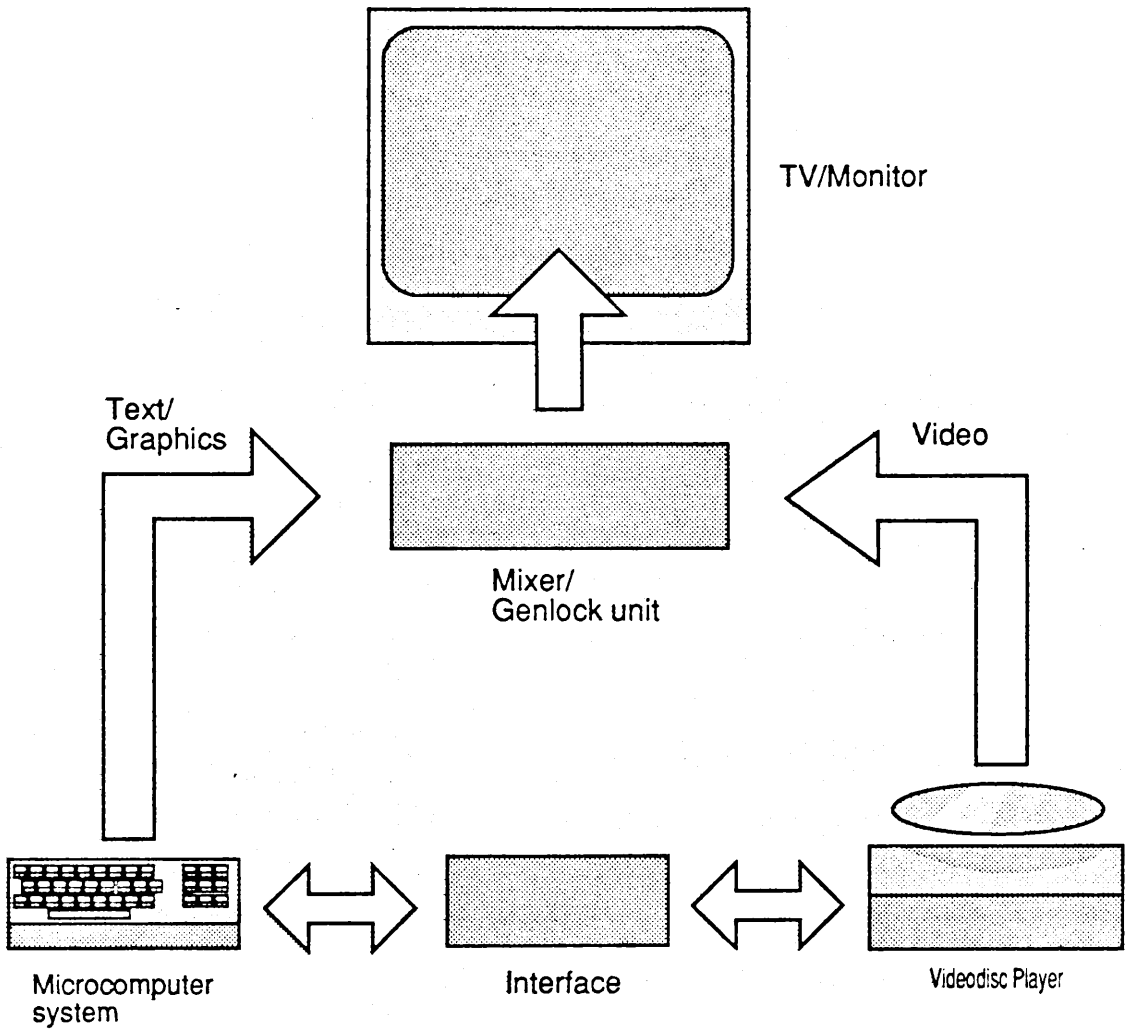 TV/Monitor
Text/
Graphics
Video
Mixer/
Genlock unit
Microcomputer
system
Interface
Videodisc Player